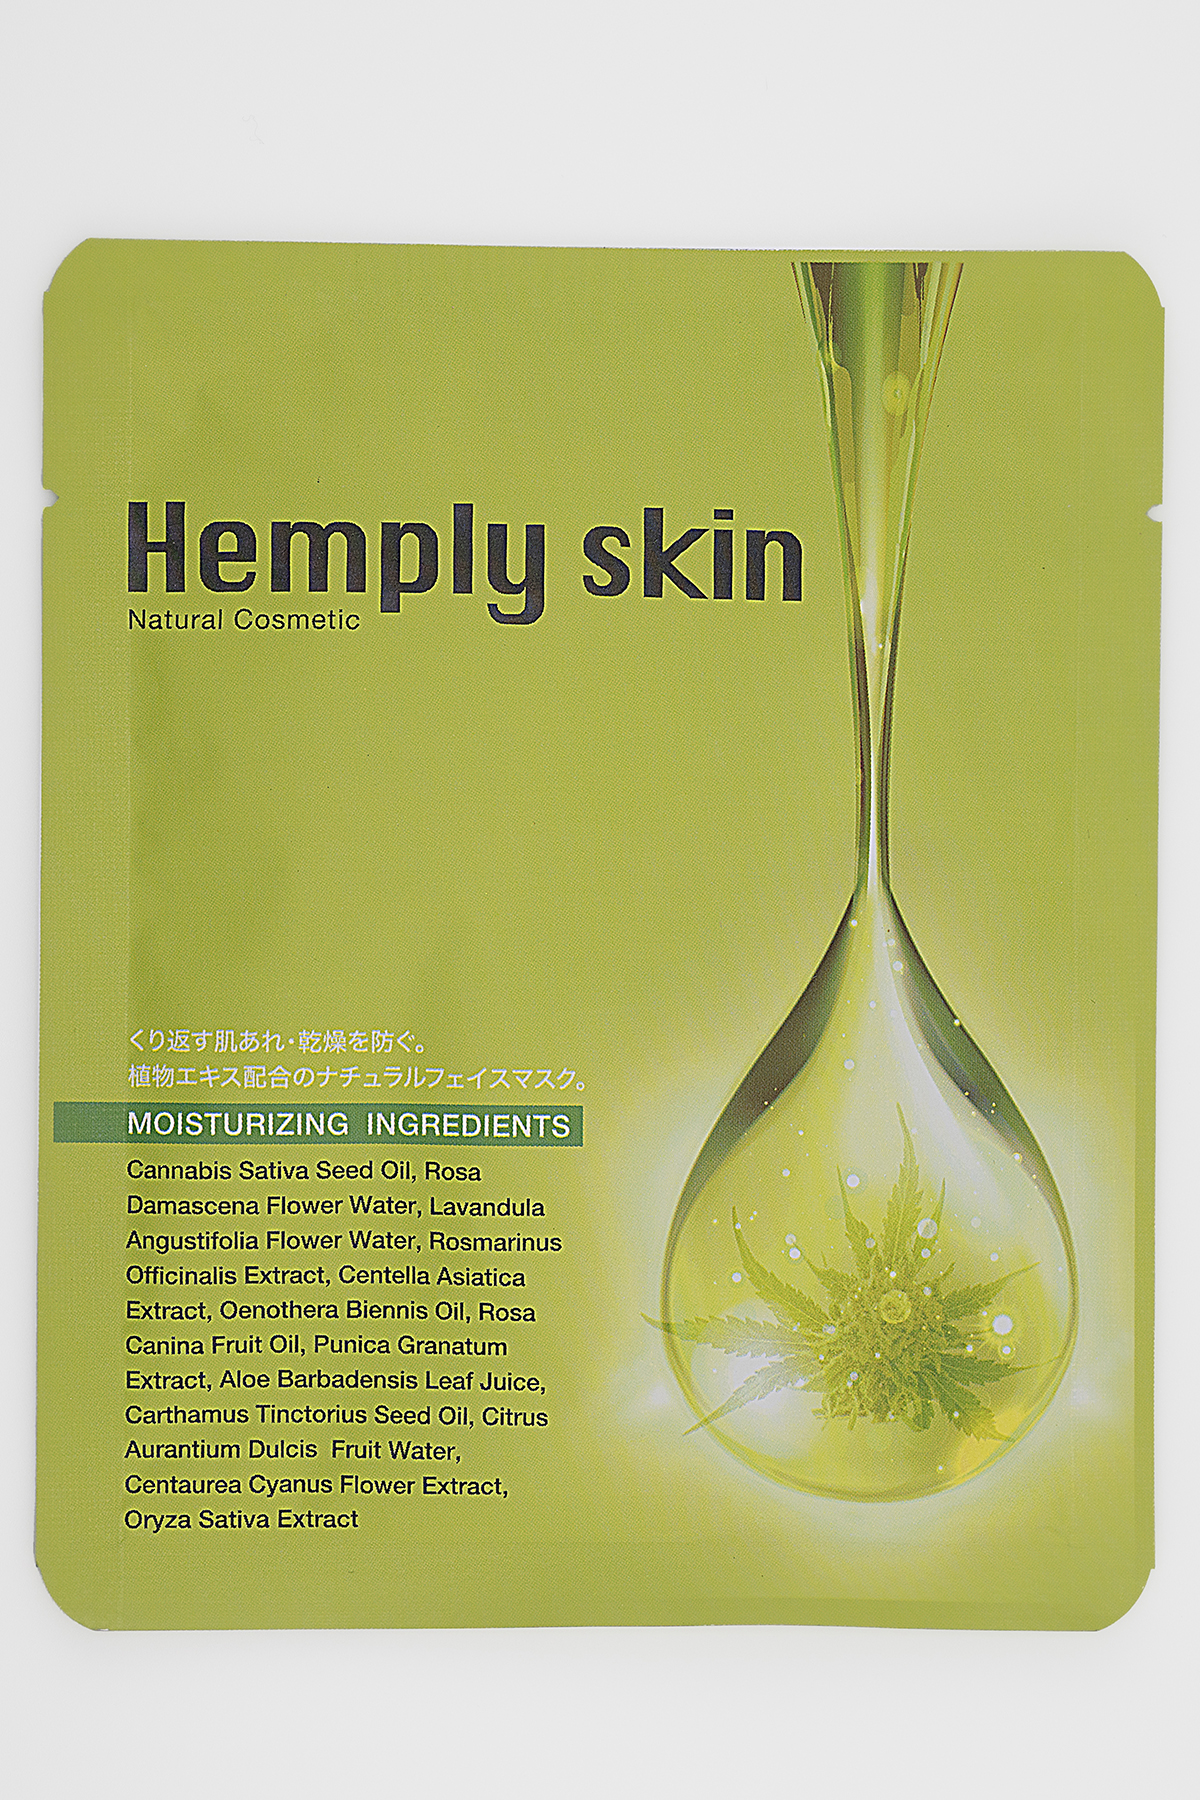 Hemply skin
Natural Cosmetic
くり返す肌あれ・乾燥を防ぐ。
植物エキス配合のナチュラルフェイスマスク。
MOISTURIZING INGREDIENTS
Cannabis Sativa Seed Oil, Rosa
Damascena Flower Water, Lavandula
Angustifolia Flower Water, Rosmarinus
Officinalis Extract, Centella Asiatica
Extract, Oenothera Biennis Oil, Rosa
Canina Fruit Oil, Punica Granatum
Extract, Aloe Barbadensis Leaf Juice,
Carthamus Tinctorius Seed Oil, Citrus
Aurantium Dulcis Fruit Water,
Centaurea Cyanus Flower Extract,
Oryza Sativa Extract